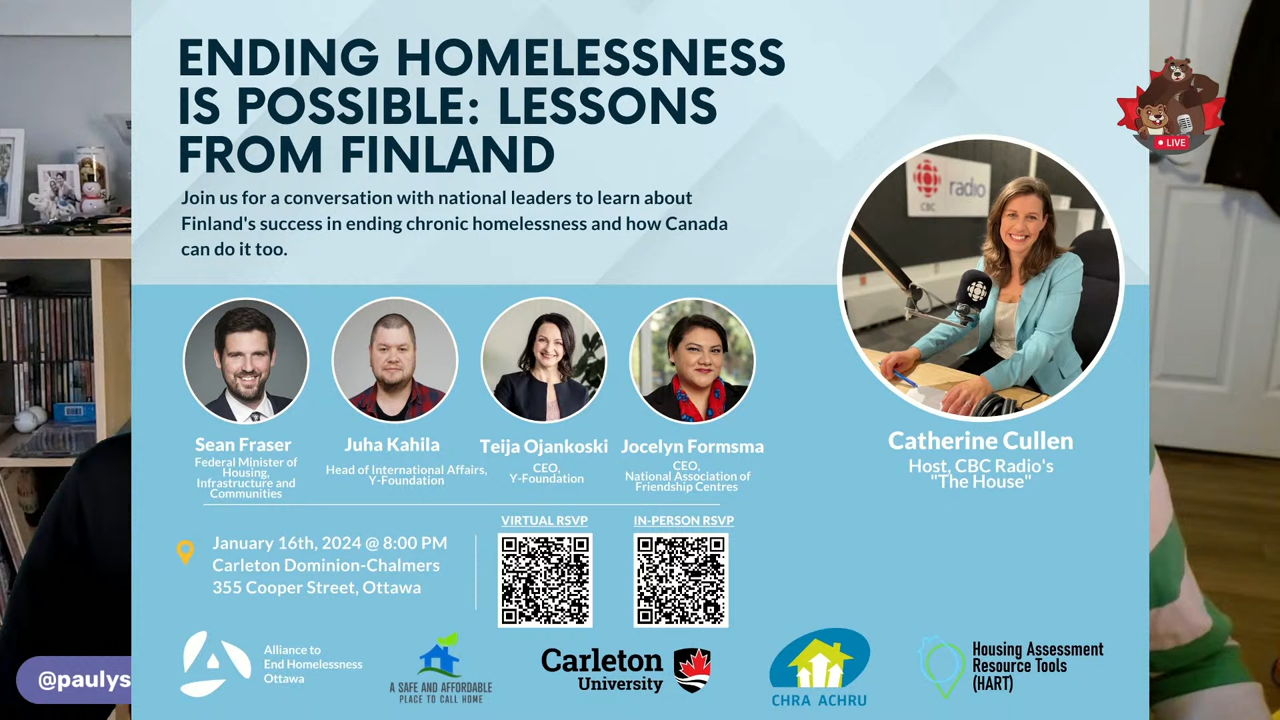 ENDING HOMELESSNESS
IS POSSIBLE: LESSONS
FROM FINLAND
Join us for a conversation with national leaders to learn about
Finland's success in ending chronic homelessness and how Canada
can do it too.
LIVE
radio
CBC
Sean Fraser
Federal Minister of
Housing,
Infrastructure and
Communities
Juha Kahila
Head of International Affairs,
Y-Foundation
Teija Ojankoski
CEO,
Y-Foundation
Jocelyn Formsma
CEO,
National Association of
Friendship Centres
Catherine Cullen
Host, CBC Radio's
"The House"
January 16th, 2024 @ 8:00 PM
Carleton Dominion-Chalmers
355 Cooper Street, Ottawa
VIRTUAL RSVP
IN-PERSON RSVP
@paulys
Alliance to
End Homelessness
Ottawa
A SAFE AND AFFORDABLE
PLACE TO CALL HOME
Carleton
University
CHRA ACHRU
Housing Assessment
Resource Tools
(HART)